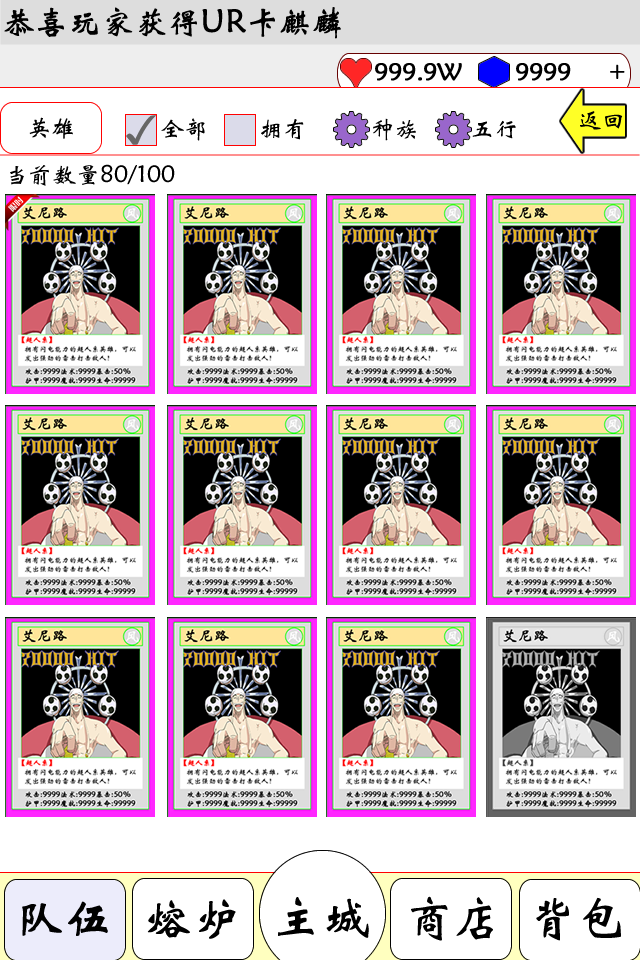 恭喜玩家获得UR卡麒麟
999.9W 9999 +
英雄 全部 拥有 种族 五行 返回
当前数量80/100
限时
艾尼路 风 艾尼路 风 艾尼路 风 艾尼路 风
70000 HIT 70000 HIT 70000 HIT 70000 HIT
【超人系】 【超人系】 【超人系】 【超人系】
拥有闪电能力的超人系英雄，可以 拥有闪电能力的超人系英雄，可以 拥有闪电能力的超人系英雄，可以 拥有闪电能力的超人系英雄，可以
发出强劲的雷击打击敌人！ 发出强劲的雷击打击敌人！ 发出强劲的雷击打击敌人！ 发出强劲的雷击打击敌人！
攻击:9999法术:9999暴击:50% 攻击:9999法术:9999暴击:50% 攻击:9999法术:9999暴击:50% 攻击:9999法术:9999暴击:50%
护甲:9999魔抗:9999生命:99999 护甲:9999魔抗:9999生命:99999 护甲:9999魔抗:9999生命:99999 护甲:9999魔抗:9999生命:99999
艾尼路 风 艾尼路 风 艾尼路 风 艾尼路 风
70000 HIT 70000 HIT 70000 HIT 70000 HIT
【超人系】 【超人系】 【超人系】 【超人系】
拥有闪电能力的超人系英雄，可以 拥有闪电能力的超人系英雄，可以 拥有闪电能力的超人系英雄，可以 拥有闪电能力的超人系英雄，可以
发出强劲的雷击打击敌人！ 发出强劲的雷击打击敌人！ 发出强劲的雷击打击敌人！ 发出强劲的雷击打击敌人！
攻击:9999法术:9999暴击:50% 攻击:9999法术:9999暴击:50% 攻击:9999法术:9999暴击:50% 攻击:9999法术:9999暴击:50%
护甲:9999魔抗:9999生命:99999 护甲:9999魔抗:9999生命:99999 护甲:9999魔抗:9999生命:99999 护甲:9999魔抗:9999生命:99999
艾尼路 风 艾尼路 风 艾尼路 风 艾尼路 风
70000 HIT 70000 HIT 70000 HIT 70000 HIT
【超人系】 【超人系】 【超人系】 【超人系】
拥有闪电能力的超人系英雄，可以 拥有闪电能力的超人系英雄，可以 拥有闪电能力的超人系英雄，可以 拥有闪电能力的超人系英雄，可以
发出强劲的雷击打击敌人！ 发出强劲的雷击打击敌人！ 发出强劲的雷击打击敌人！ 发出强劲的雷击打击敌人！
攻击:9999法术:9999暴击:50% 攻击:9999法术:9999暴击:50% 攻击:9999法术:9999暴击:50% 攻击:9999法术:9999暴击:50%
护甲:9999魔抗:9999生命:99999 护甲:9999魔抗:9999生命:99999 护甲:9999魔抗:9999生命:99999 护甲:9999魔抗:9999生命:99999
队伍 熔炉 主城 商店 背包